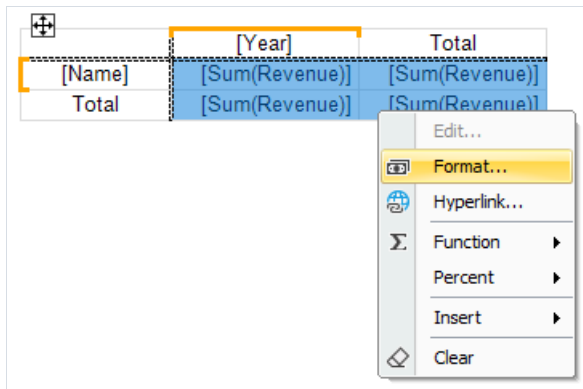 [Year] Total
[Name] [Sum(Revenue)] [Sum(Revenue)]
Total [Sum(Revenue)] [Sum(Revenue)]
Edit...
Format...
Hyperlink...
Σ Function
Percent
Insert
Clear